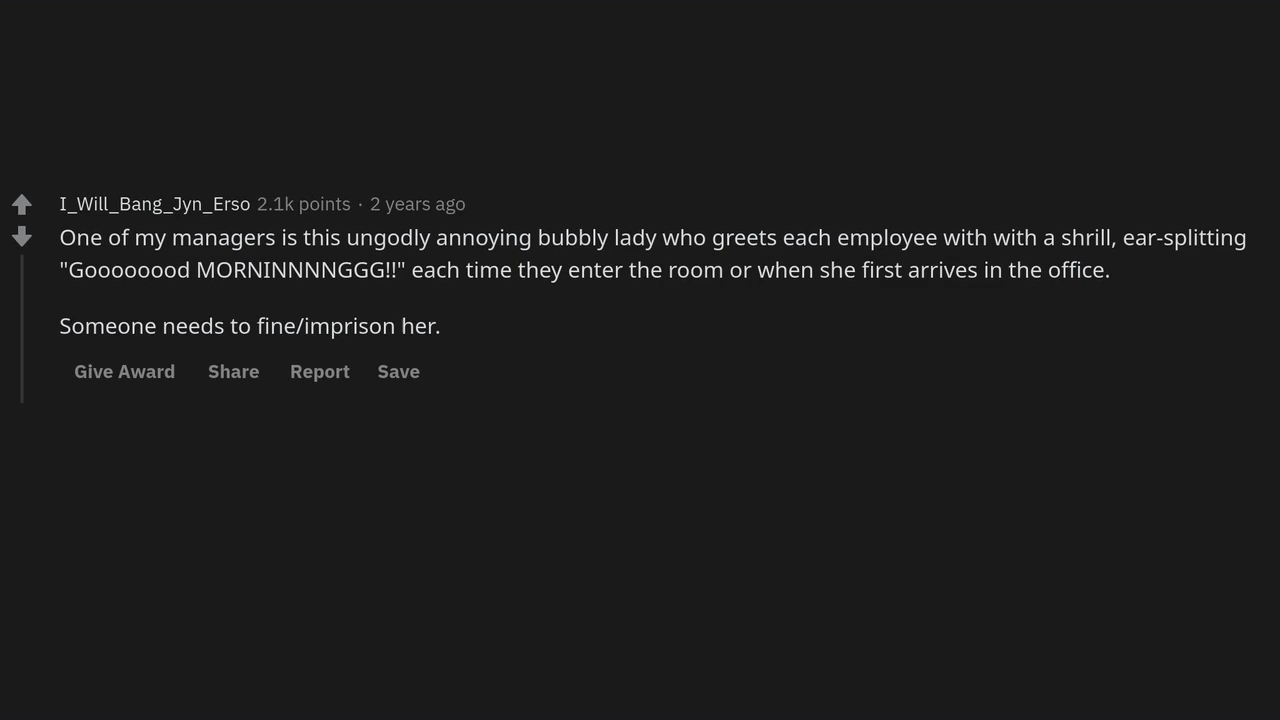 I_Will_Bang_Jyn_Erso 2.1k points · 2 years ago
One of my managers is this ungodly annoying bubbly lady who greets each employee with with a shrill, ear-splitting
"Goooooood MORNINNNNGGG!!" each time they enter the room or when she first arrives in the office.
Someone needs to fine/imprison her.
Give Award Share Report Save